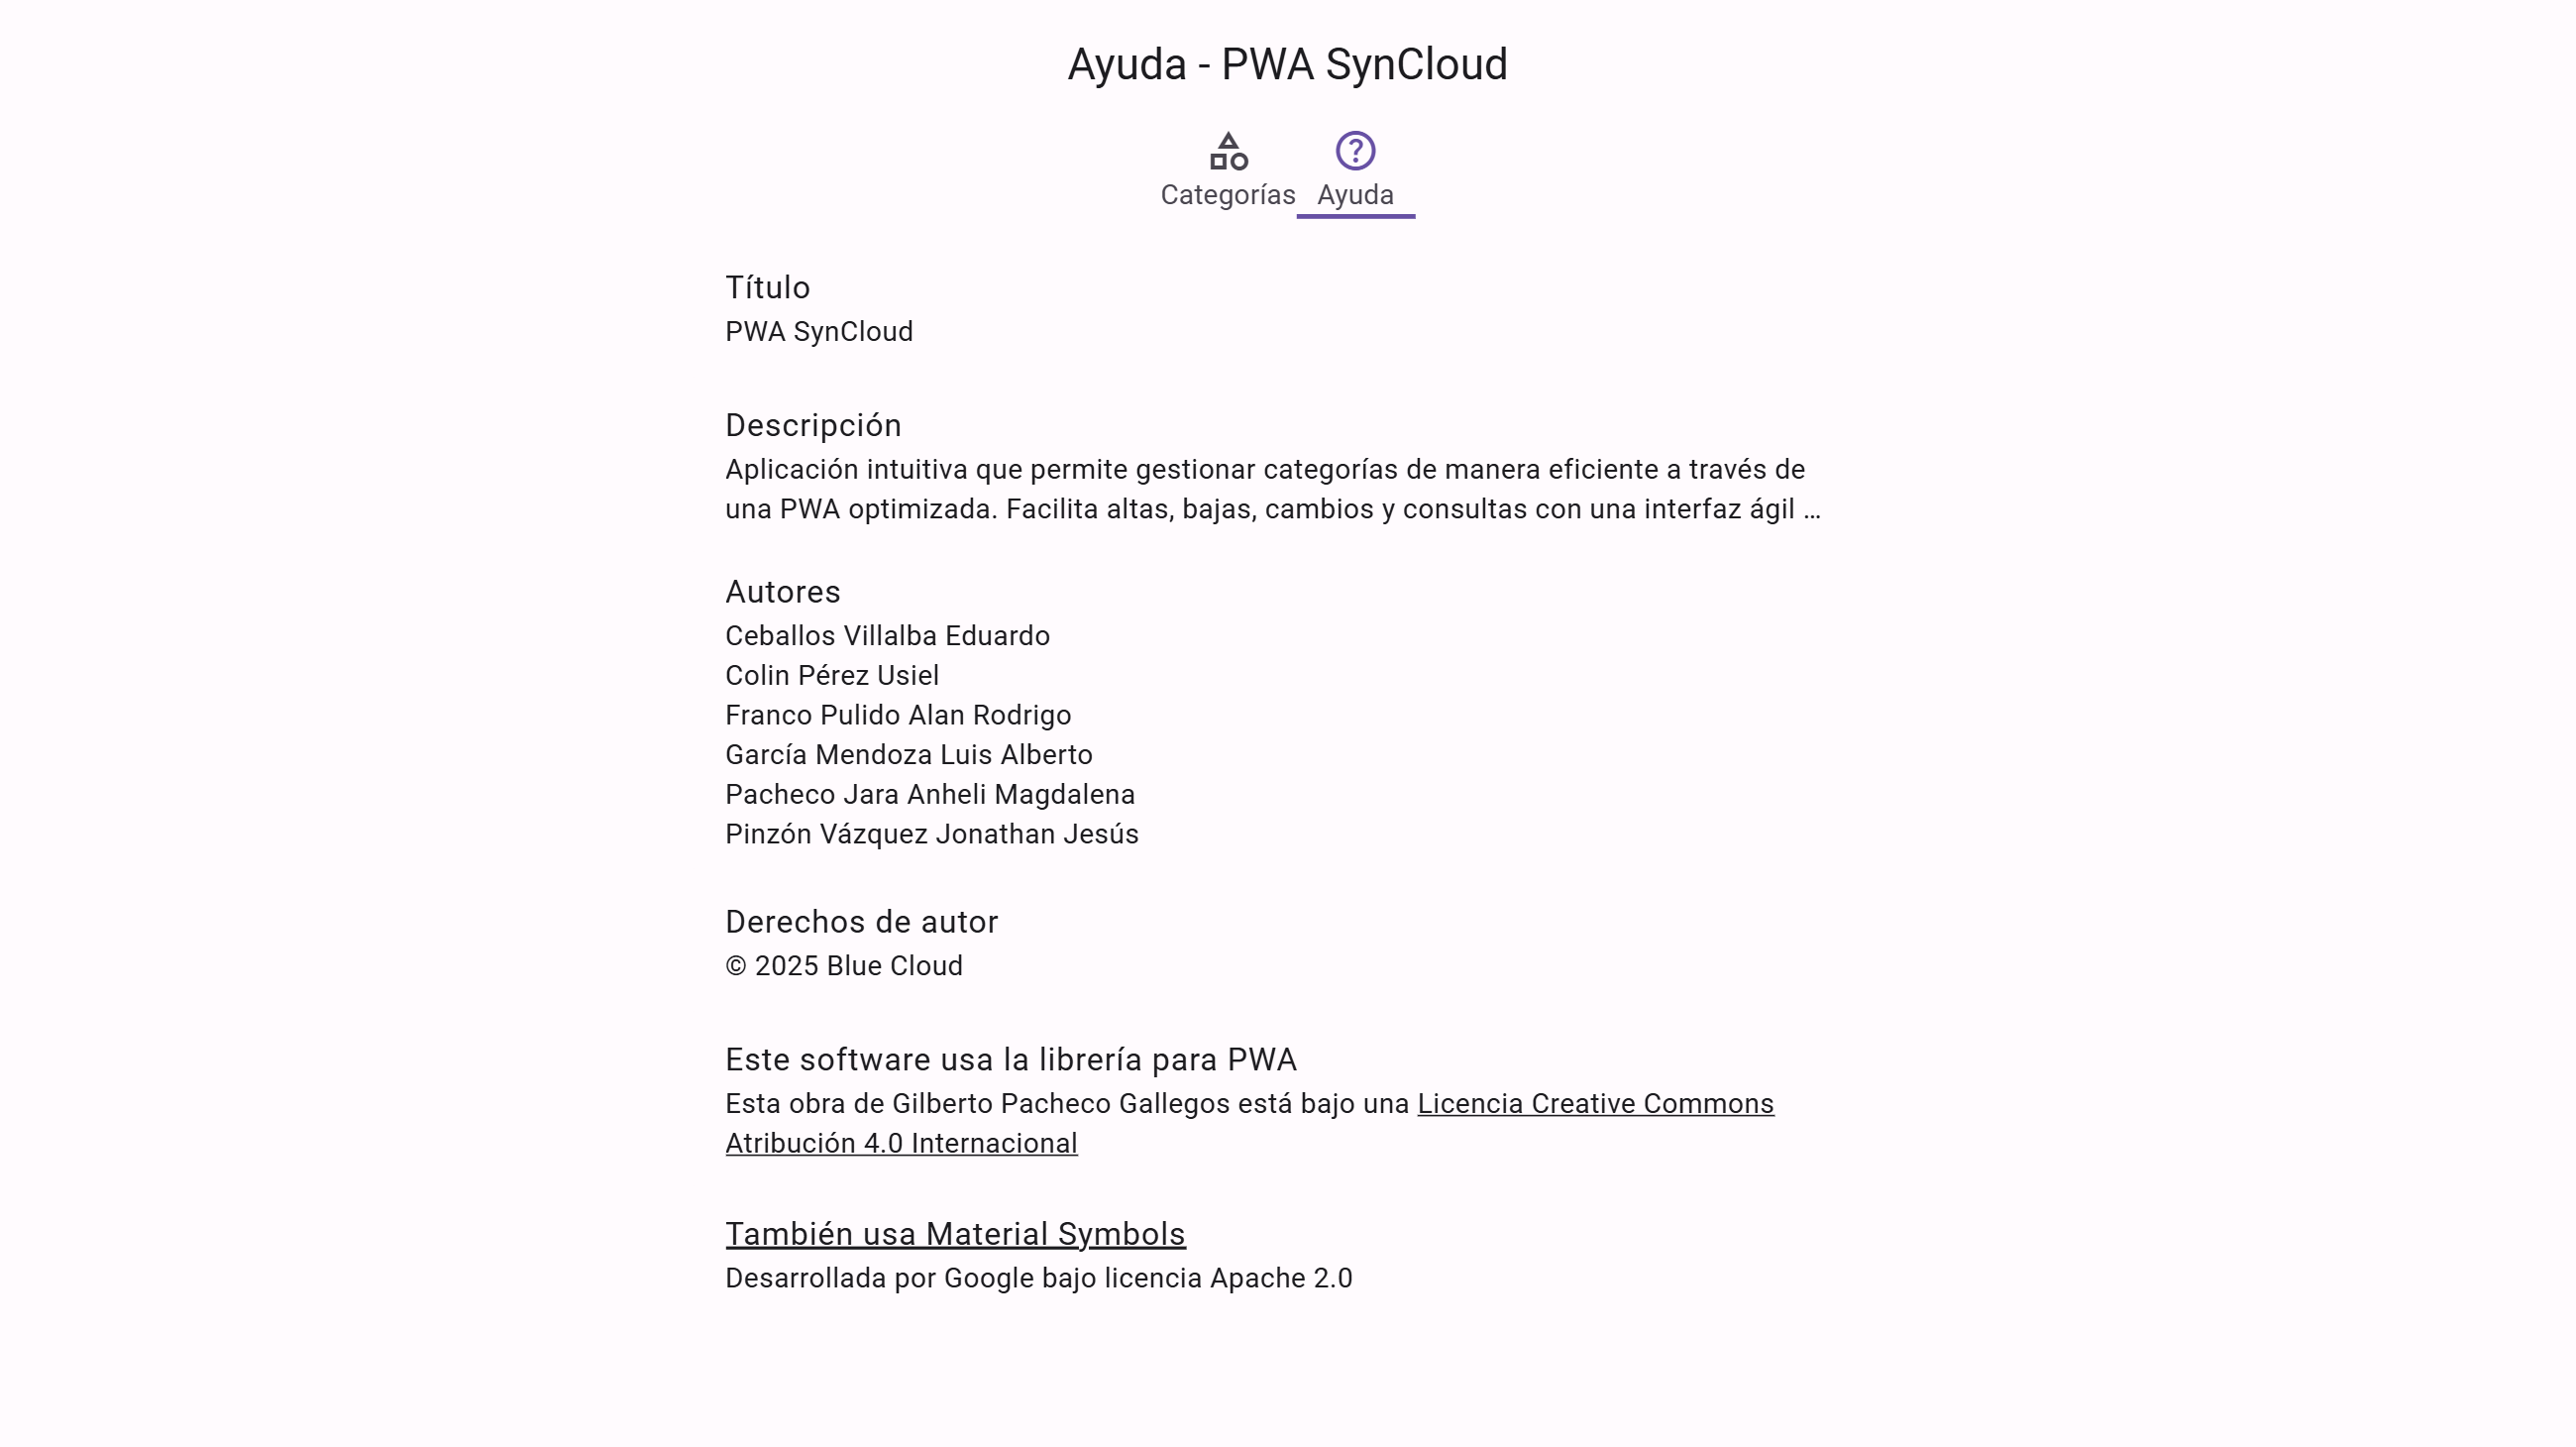 Ayuda - PWA SynCloud
Categorías
Ayuda
Título
PWA SynCloud
Descripción
Aplicación intuitiva que permite gestionar categorías de manera eficiente a través de
una PWA optimizada. Facilita altas, bajas, cambios y consultas con una interfaz ágil …
Autores
Ceballos Villalba Eduardo
Colin Pérez Usiel
Franco Pulido Alan Rodrigo
García Mendoza Luis Alberto
Pacheco Jara Anheli Magdalena
Pinzón Vázquez Jonathan Jesús
Derechos de autor
© 2025 Blue Cloud
Este software usa la librería para PWA
Esta obra de Gilberto Pacheco Gallegos está bajo una Licencia Creative Commons
Atribución 4.0 Internacional
También usa Material Symbols
Desarrollada por Google bajo licencia Apache 2.0